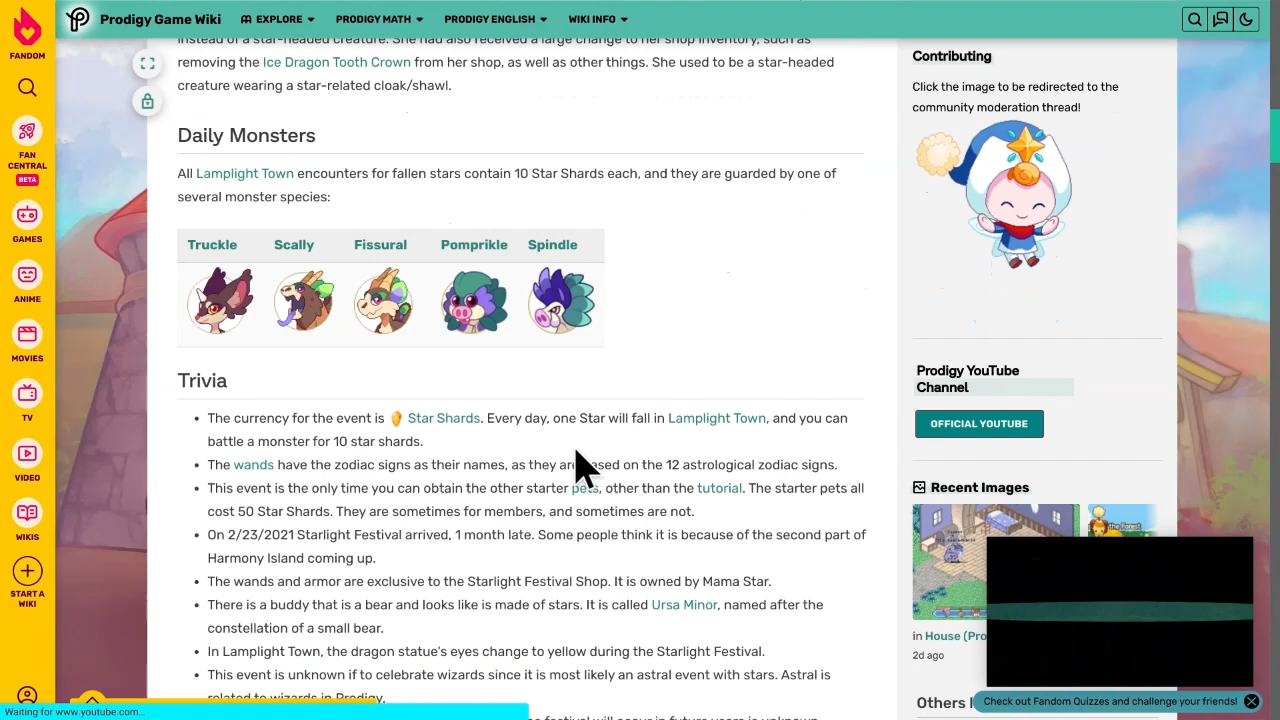 Prodigy Game Wiki
EXPLORE
PRODIGY MATH
PRODIGY ENGLISH
WIKI INFO
FANDOM
FAN
CENTRAL
BETA
GAMES
ANIME
MOVIES
TV
VIDEO
WIKIS
START A
WIKI
instead of a star-headed creature. She had also received a large change to her shop inventory, such as
removing the Ice Dragon Tooth Crown from her shop, as well as other things. She used to be a star-headed
creature wearing a star-related cloak/shawl.
Daily Monsters
All Lamplight Town encounters for fallen stars contain 10 Star Shards each, and they are guarded by one of
several monster species:
Truckle Scally Fissural Pomprikle Spindle
Trivia
The currency for the event is Star Shards. Every day, one Star will fall in Lamplight Town, and you can
battle a monster for 10 star shards.
The wands have the zodiac signs as their names, as they are based on the 12 astrological zodiac signs.
This event is the only time you can obtain the other starter pets, other than the tutorial. The starter pets all
cost 50 Star Shards. They are sometimes for members, and sometimes are not.
On 2/23/2021 Starlight Festival arrived, 1 month late. Some people think it is because of the second part of
Harmony Island coming up.
The wands and armor are exclusive to the Starlight Festival Shop. It is owned by Mama Star.
There is a buddy that is a bear and looks like is made of stars. It is called Ursa Minor, named after the
constellation of a small bear.
In Lamplight Town, the dragon statue's eyes change to yellow during the Starlight Festival.
This event is unknown if to celebrate wizards since it is most likely an astral event with stars. Astral is
related to wizards in Prodigy.
festival will occur in future years is unknown
Contributing
Click the image to be redirected to the
community moderation thread!
Prodigy YouTube
Channel
OFFICIAL YOUTUBE
Recent Images
the Forest
in House (Pro
2d ago
Check out Fandom Quizzes and challenge your friends!
Others
Waiting for www.youtube.com...